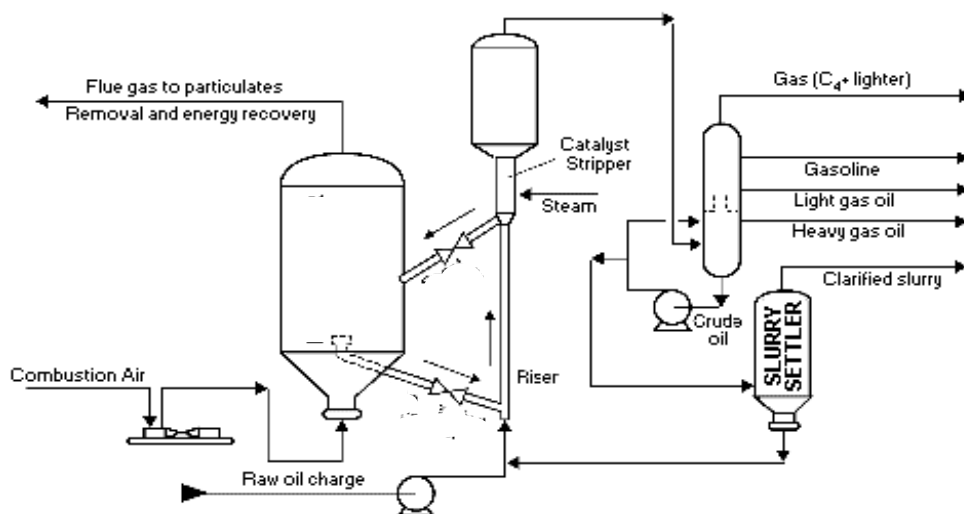 Flue gas to particulates
Removal and energy recovery
Catalyst
Stripper
Steam
Gas (C₄+ lighter)
Gasoline
Light gas oil
Heavy gas oil
Clarified slurry
Crude
oil
SLURRY
SETTLER
Riser
Combustion Air
Raw oil charge